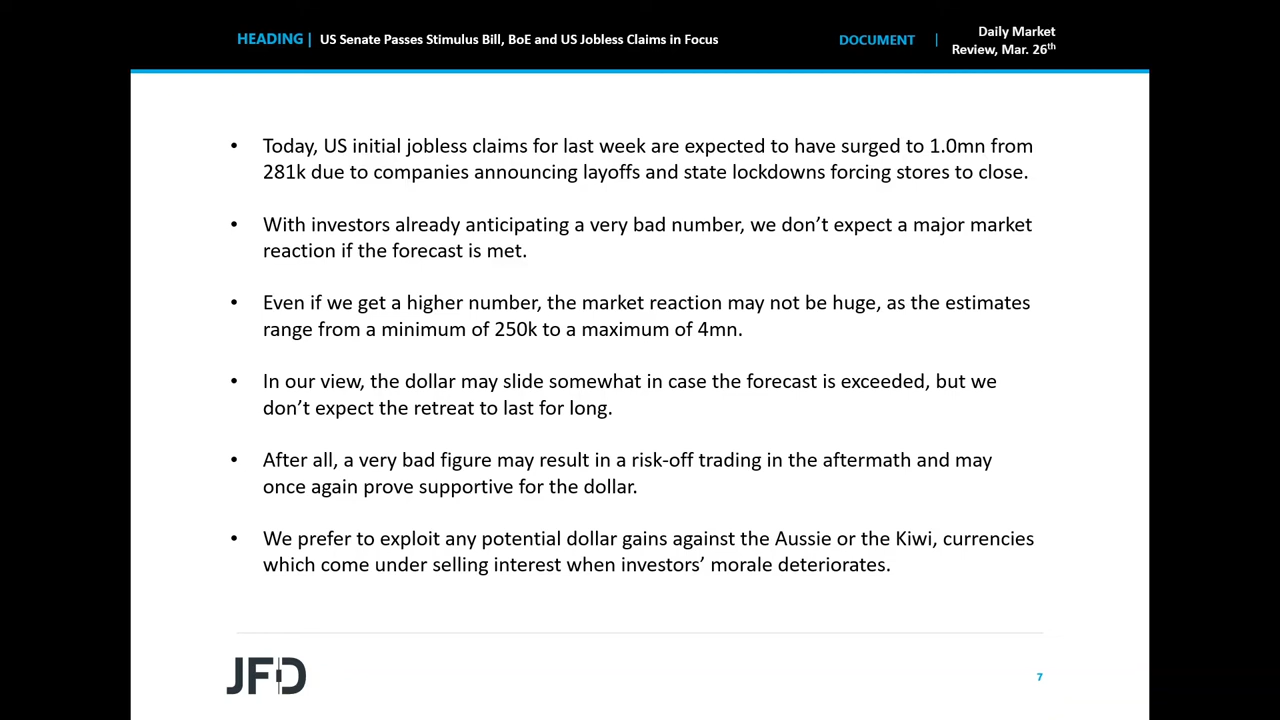 HEADING | US Senate Passes Stimulus Bill, BoE and US Jobless Claims in Focus
DOCUMENT | Daily Market
Review, Mar. 26th
• Today, US initial jobless claims for last week are expected to have surged to 1.0mn from
281k due to companies announcing layoffs and state lockdowns forcing stores to close.
• With investors already anticipating a very bad number, we don’t expect a major market
reaction if the forecast is met.
• Even if we get a higher number, the market reaction may not be huge, as the estimates
range from a minimum of 250k to a maximum of 4mn.
• In our view, the dollar may slide somewhat in case the forecast is exceeded, but we
don’t expect the retreat to last for long.
• After all, a very bad figure may result in a risk-off trading in the aftermath and may
once again prove supportive for the dollar.
• We prefer to exploit any potential dollar gains against the Aussie or the Kiwi, currencies
which come under selling interest when investors’ morale deteriorates.
JFD
7